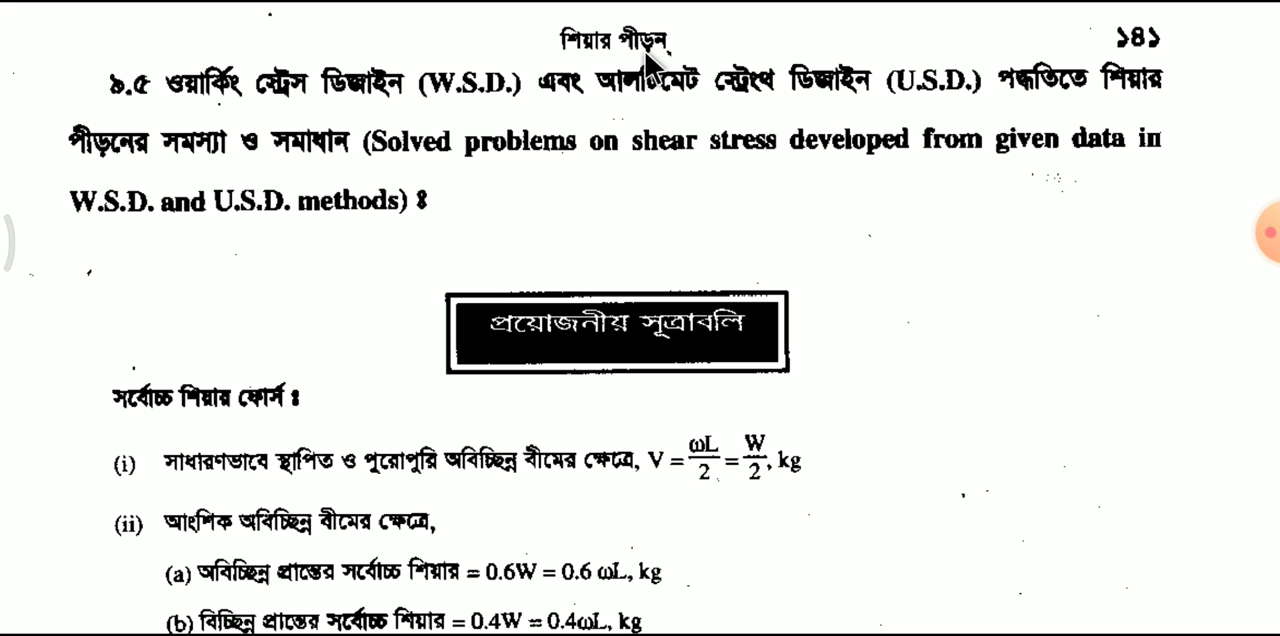 শিয়ার পীড়ন
১৪১
৯.৫ ওয়ার্কিং স্ট্রেস ডিজাইন (W.S.D.) এবং আলটিমেট স্ট্রেংথ ডিজাইন (U.S.D.) পদ্ধতিতে শিয়ার
পীড়নের সমস্যা ও সমাধান (Solved problems on shear stress developed from given data in
W.S.D. and U.S.D. methods) ঃ
প্রয়োজনীয় সূত্রাবলি
সর্বোচ্চ শিয়ার ফোর্স ঃ
(i) সাধারণভাবে স্থাপিত ও পুরোপুরি অবিচ্ছিন্ন বীমের ক্ষেত্রে, V = ωL/2 = W/2, kg
(ii) আংশিক অবিচ্ছিন্ন বীমের ক্ষেত্রে,
(a) অবিচ্ছিন্ন প্রান্তের সর্বোচ্চ শিয়ার = 0.6W = 0.6 ωL, kg
(b) বিচ্ছিন্ন প্রান্তের সর্বোচ্চ শিয়ার = 0.4W = 0.4ωL, kg